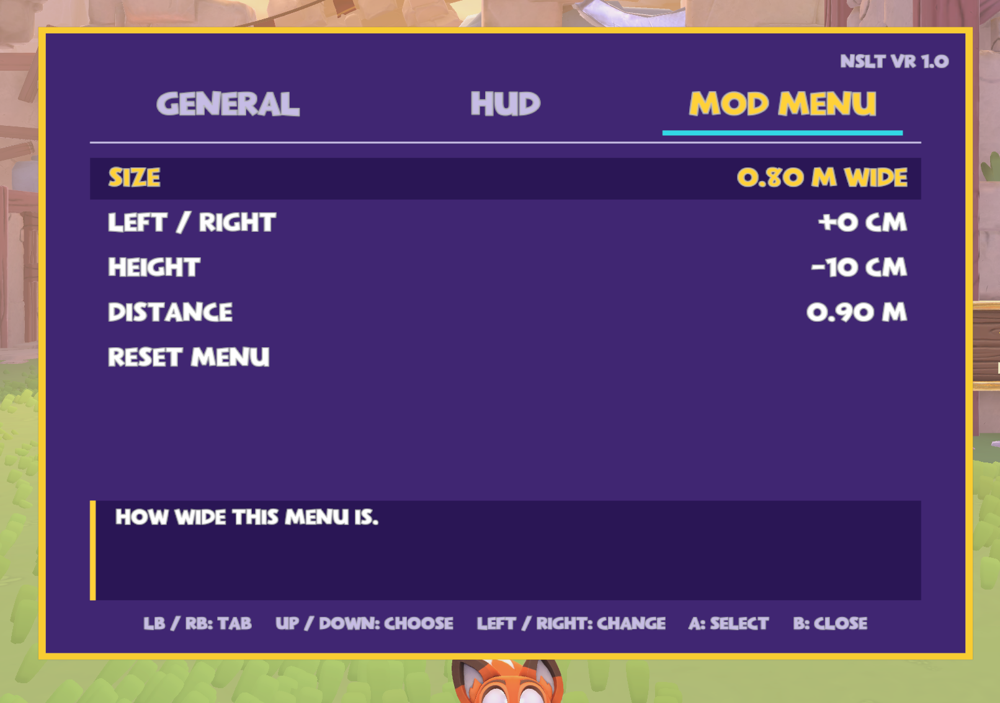 NSLT VR 1.0
GENERAL HUD MOD MENU
SIZE 0.80 M WIDE
LEFT / RIGHT +0 CM
HEIGHT -10 CM
DISTANCE 0.90 M
RESET MENU
HOW WIDE THIS MENU IS.
LB / RB: TAB UP / DOWN: CHOOSE LEFT / RIGHT: CHANGE A: SELECT B: CLOSE